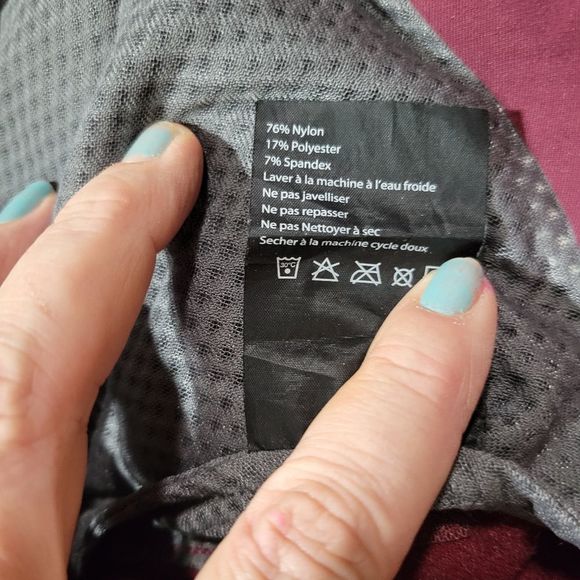 76% Nylon
17% Polyester
7% Spandex
Laver à la machine à l'eau froide
Ne pas javelliser
Ne pas repasser
Ne pas Nettoyer à sec
Secher à la machine cycle doux
30°C